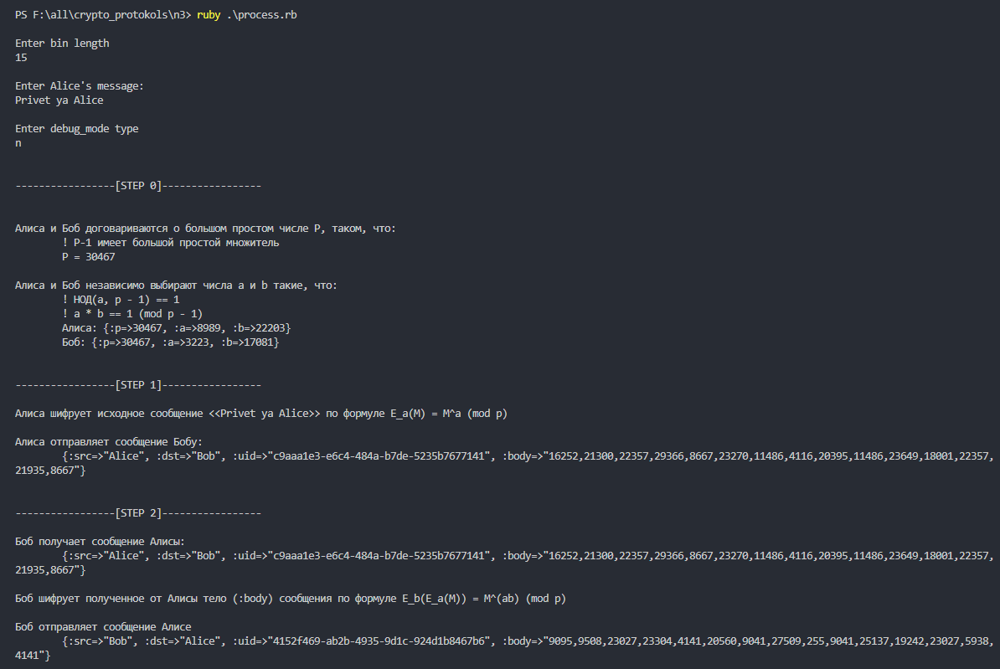 PS F:\all\crypto_protokols\n3> ruby .\process.rb
Enter bin length
15
Enter Alice's message:
Privet ya Alice
Enter debug_mode type
n
-----------------[STEP 0]-----------------
Алиса и Боб договариваются о большом простом числе P, таком, что:
! P-1 имеет большой простой множитель
P = 30467
Алиса и Боб независимо выбирают числа a и b такие, что:
! НОД(a, p - 1) == 1
! a * b == 1 (mod p - 1)
Алиса: {:p=>30467, :a=>8989, :b=>22203}
Боб: {:p=>30467, :a=>3223, :b=>17081}
-----------------[STEP 1]-----------------
Алиса шифрует исходное сообщение <<Privet ya Alice>> по формуле E_a(M) = M^a (mod p)
Алиса отправляет сообщение Бобу:
{:src=>"Alice", :dst=>"Bob", :uid=>"c9aaa1e3-e6c4-484a-b7de-5235b7677141", :body=>"16252,21300,22357,29366,8667,23270,11486,4116,20395,11486,23649,18001,22357,
21935,8667"}
-----------------[STEP 2]-----------------
Боб получает сообщение Алисы:
{:src=>"Alice", :dst=>"Bob", :uid=>"c9aaa1e3-e6c4-484a-b7de-5235b7677141", :body=>"16252,21300,22357,29366,8667,23270,11486,4116,20395,11486,23649,18001,22357,
21935,8667"}
Боб шифрует полученное от Алисы тело (:body) сообщения по формуле E_b(E_a(M)) = M^(ab) (mod p)
Боб отправляет сообщение Алисе
{:src=>"Bob", :dst=>"Alice", :uid=>"4152f469-ab2b-4935-9d1c-924d1b8467b6", :body=>"9095,9508,23027,23304,4141,20560,9041,27509,255,9041,25137,19242,23027,5938,
4141"}